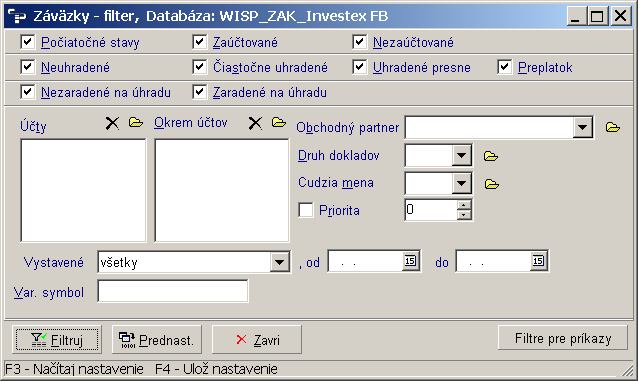 Záväzky - filter, Databáza: WISP_ZAK_Investex FB
Počiatočné stavy Zaúčtované Nezaúčtované
Neuhradené Čiastočne uhradené Uhradené presne Preplatok
Nezaradené na úhradu Zaradené na úhradu
Účty Okrem účtov Obchodný partner
Druh dokladov
Cudzia mena
Priorita 0
Vystavené všetky , od . . 15 do . . 15
Var. symbol
Filtruj Prednast. Zavri Filtre pre príkazy
F3 - Načítaj nastavenie F4 - Ulož nastavenie